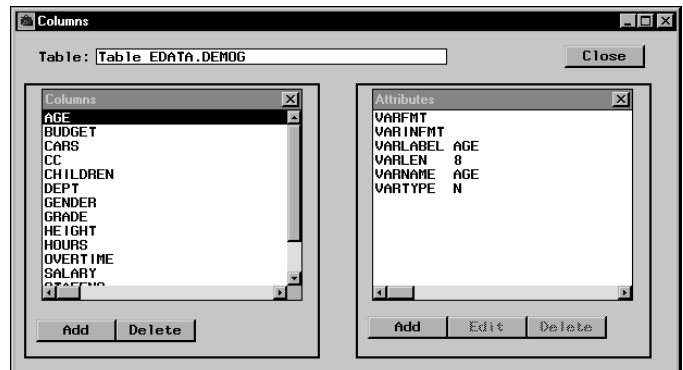 Columns
Table: Table EDATA.DEMOG
Close
Columns
AGE
BUDGET
CARS
CC
CHILDREN
DEPT
GENDER
GRADE
HEIGHT
HOURS
OVERTIME
SALARY
Add Delete
Attributes
VARFMT
VARINFMT
VARLABEL AGE
VARLEN 8
VARNAME AGE
VARTYPE N
Add Edit Delete